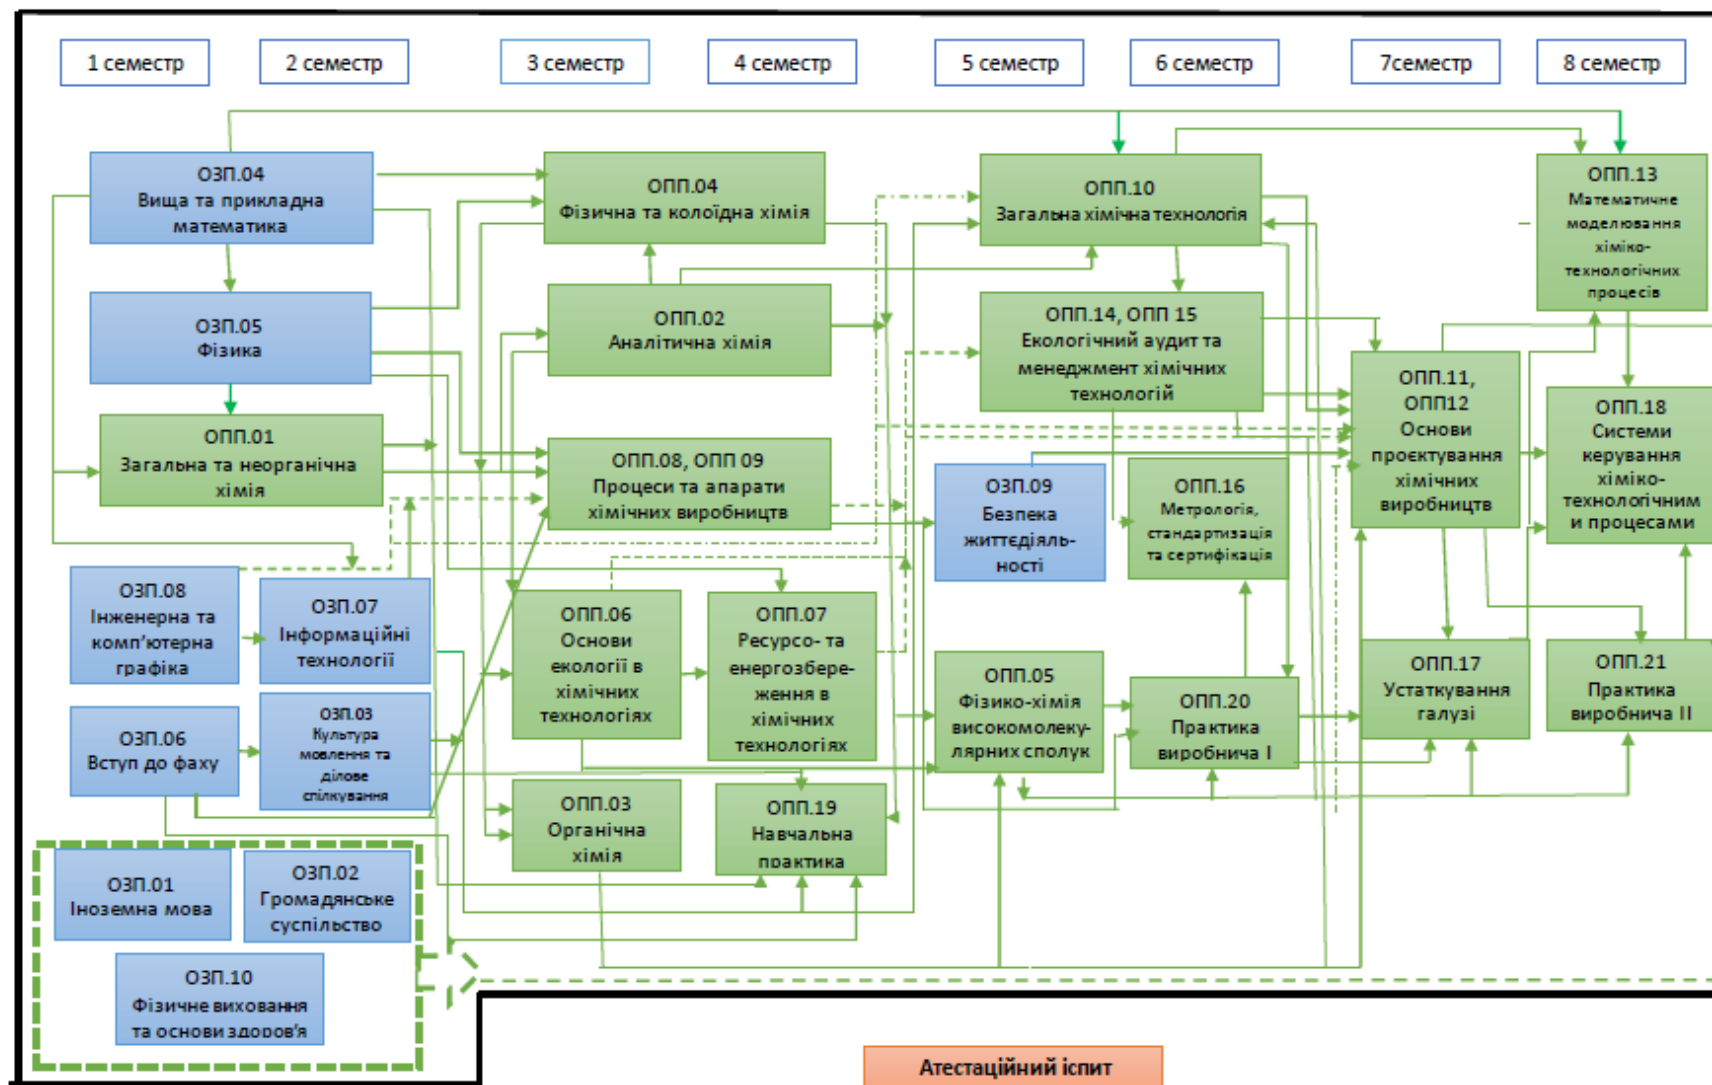 1 семестр
2 семестр
3 семестр
4 семестр
5 семестр
6 семестр
7семестр
8 семестр
ОЗП.04
Вища та прикладна
математика
ОЗП.05
Фізика
ОПП.01
Загальна та неорганічна
хімія
ОЗП.08
Інженерна та
комп'ютерна
графіка
ОЗП.07
Інформаційні
технології
ОЗП.06
Вступ до фаху
ОЗП.03
Культура
мовлення та
ділове
спілкування
ОЗП.01
Іноземна мова
ОЗП.02
Громадянське
суспільство
ОЗП.10
Фізичне виховання
та основи здоров'я
ОПП.04
Фізична та колоїдна хімія
ОПП.02
Аналітична хімія
ОПП.08, ОПП 09
Процеси та апарати
хімічних виробництв
ОПП.06
Основи
екології в
хімічних
технологіях
ОПП.07
Ресурсо- та
енергозбере-
ження в
хімічних
технологіях
ОПП.03
Органічна
хімія
ОПП.19
Навчальна
практика
ОПП.10
Загальна хімічна технологія
ОПП.14, ОПП 15
Екологічний аудит та
менеджмент хімічних
технологій
ОЗП.09
Безпека
життєдіяль-
ності
ОПП.16
Метрологія,
стандартизація
та сертифікація
ОПП.05
Фізико-хімія
високомолеку-
лярних сполук
ОПП.20
Практика
виробнича І
ОПП.11,
ОПП12
Основи
проєктування
хімічних
виробництв
ОПП.17
Устаткування
галузі
ОПП.13
Математичне
моделювання
хіміко-
технологічних
процесів
ОПП.18
Системи
керування
хіміко-
технологічним
и процесами
ОПП.21
Практика
виробнича ІІ
Атестаційний іспит